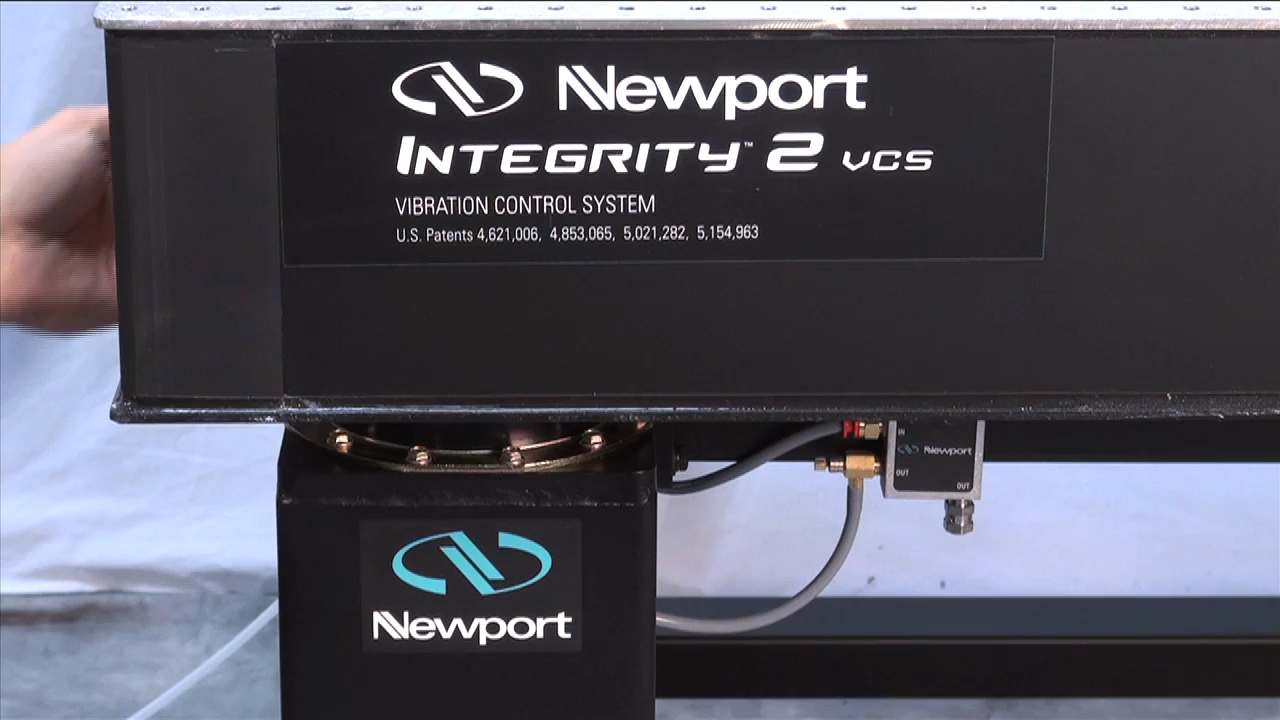 Newport
INTEGRITY™ 2 VCS
VIBRATION CONTROL SYSTEM
U.S. Patents 4,621,006, 4,853,065, 5,021,282, 5,154,963
IN
Newport
OUT
OUT
Newport